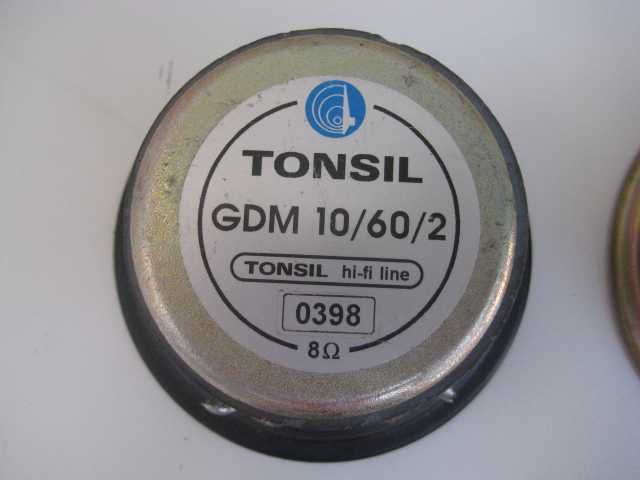 TONSIL
GDM 10/60/2
TONSIL hi-fi line
0398
8Ω